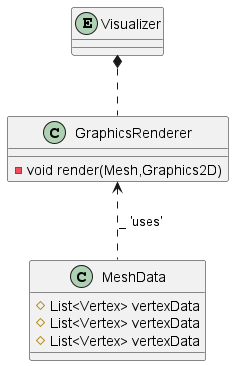 E Visualizer
C GraphicsRenderer
void render(Mesh,Graphics2D)
_ 'uses'
C MeshData
List<Vertex> vertexData
List<Vertex> vertexData
List<Vertex> vertexData